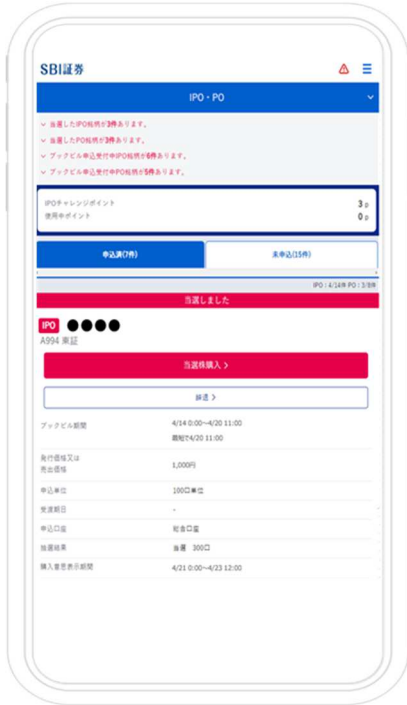 SBI証券
IPO・PO
当選したIPO銘柄が3件あります。
当選したPO銘柄が3件あります。
ブックビル申込受付中IPO銘柄が6件あります。
ブックビル申込受付中PO銘柄が5件あります。
IPOチャレンジポイント 3 p
使用中ポイント 0 p
申込済(7件) 未申込(15件)
IPO : 4/14件 PO : 3/8件
当選しました
IPO ●●●●
A994 東証
当選株購入 >
辞退 >
ブックビル期間 4/14 0:00~4/20 11:00
最短で4/20 11:00
発行価格又は
売出価格 1,000円
申込単位 100口単位
受渡期日 -
申込口座 総合口座
抽選結果 当選 300口
購入意思表示期間 4/21 0:00~4/23 12:00